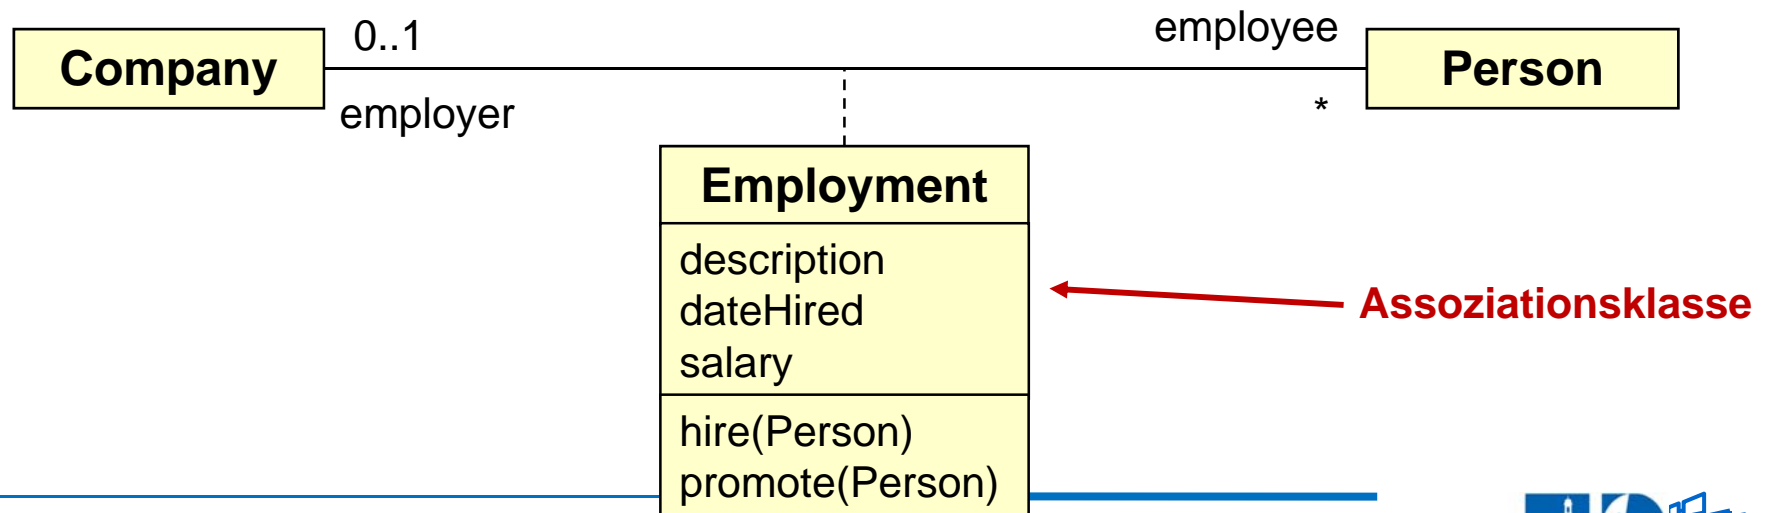 0..1
employee
Company
Person
employer
*
Employment
description
dateHired
salary
Assoziationsklasse
hire(Person)
promote(Person)